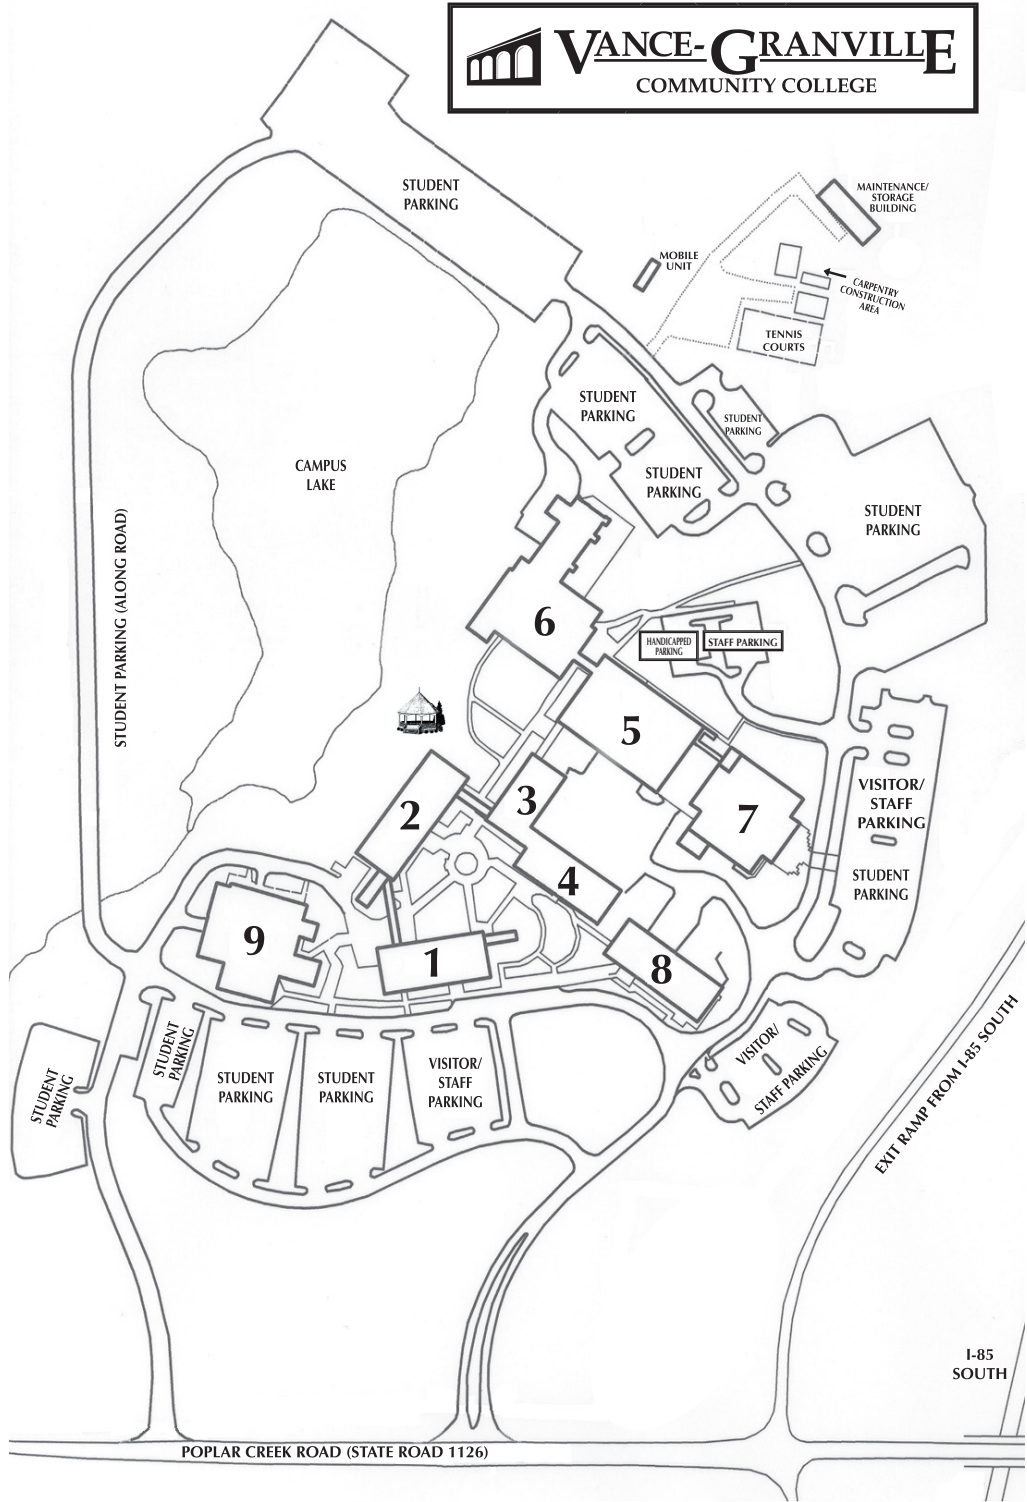 VANCE-GRANVILLE
COMMUNITY COLLEGE
STUDENT
PARKING
MAINTENANCE/
STORAGE
BUILDING
MOBILE
UNIT
CARPENTRY
CONSTRUCTION
AREA
TENNIS
COURTS
STUDENT
PARKING
STUDENT
PARKING
STUDENT
PARKING
CAMPUS
LAKE
STUDENT
PARKING
STUDENT PARKING (ALONG ROAD)
6
HANDICAPPED
PARKING
STAFF PARKING
5
VISITOR/
STAFF
PARKING
STUDENT
PARKING
2
3
7
4
9
1
8
EXIT RAMP FROM I-85 SOUTH
STUDENT
PARKING
STUDENT
PARKING
STUDENT
PARKING
STUDENT
PARKING
VISITOR/
STAFF
PARKING
VISITOR/
STAFF PARKING
I-85
SOUTH
POPLAR CREEK ROAD (STATE ROAD 1126)